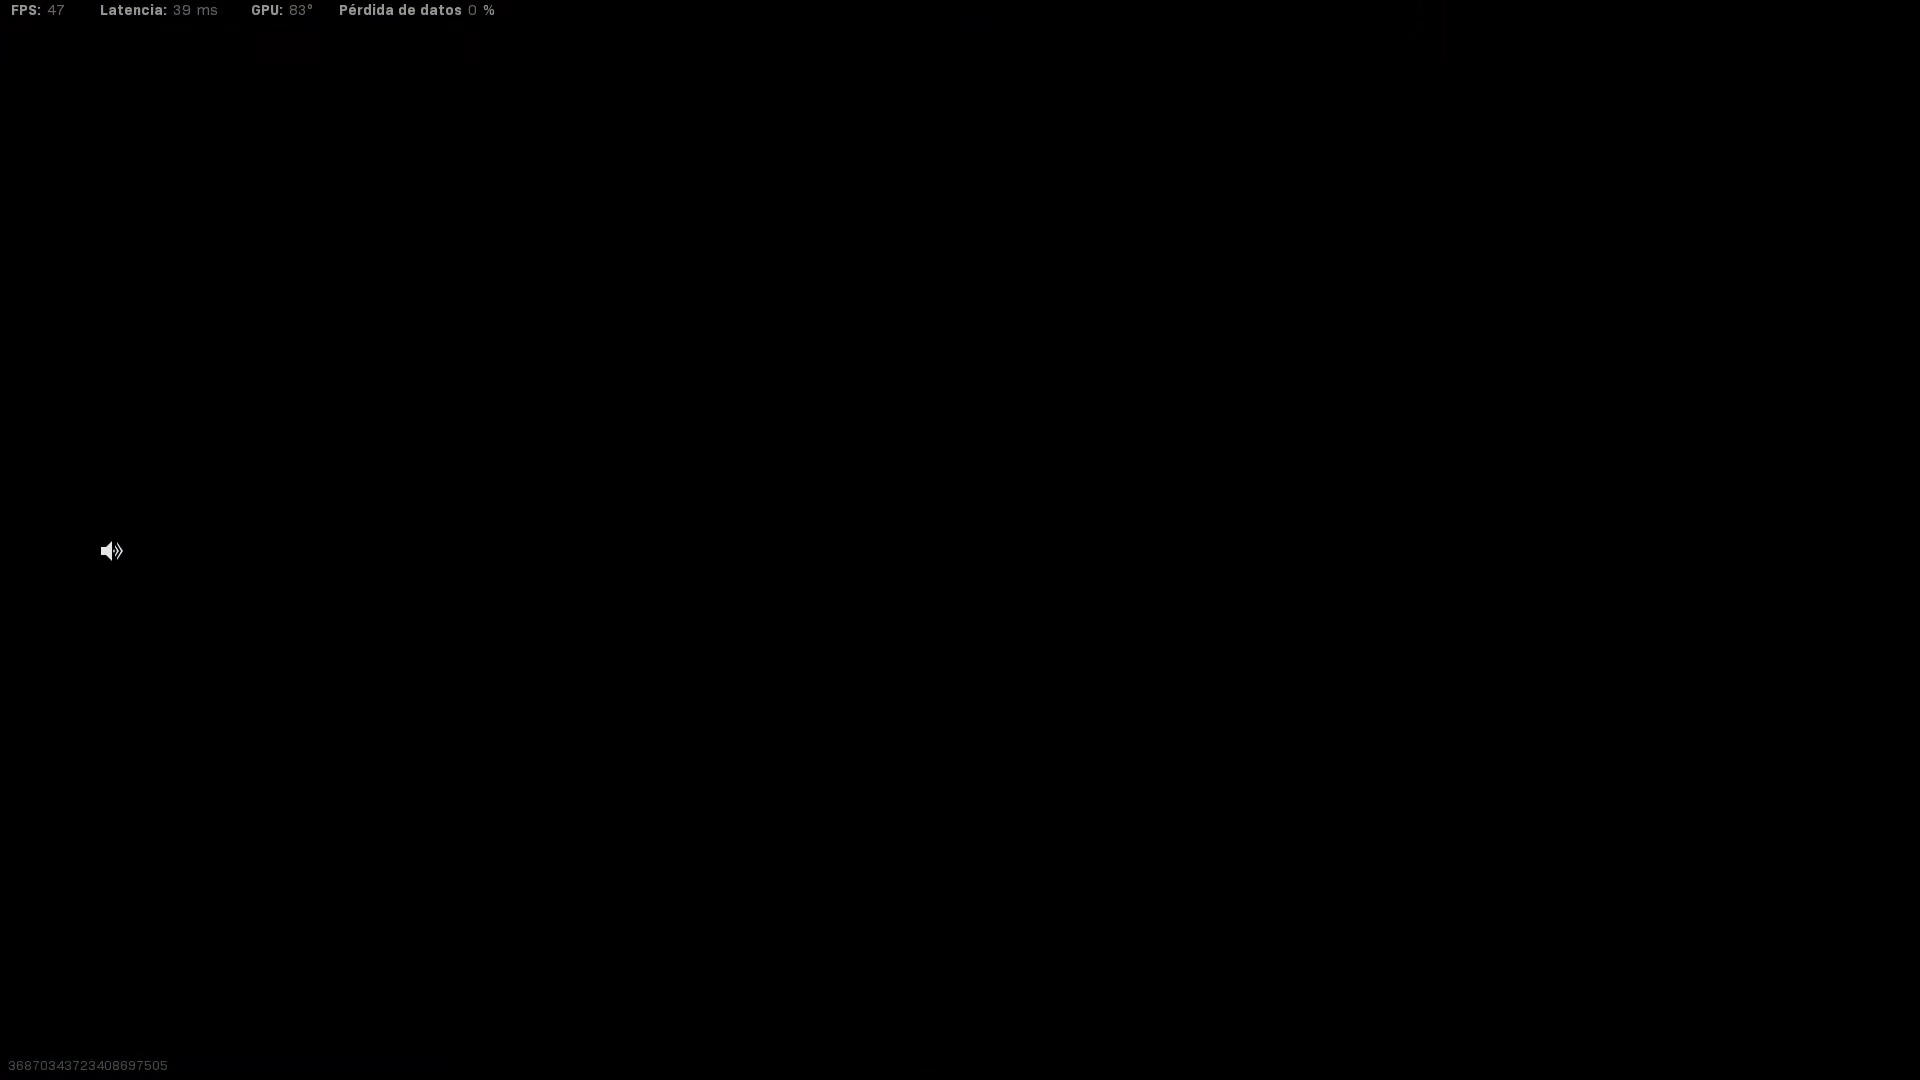 FPS: 47 Latencia: 39 ms GPU: 83° Pérdida de datos 0 %
36870343723408697505